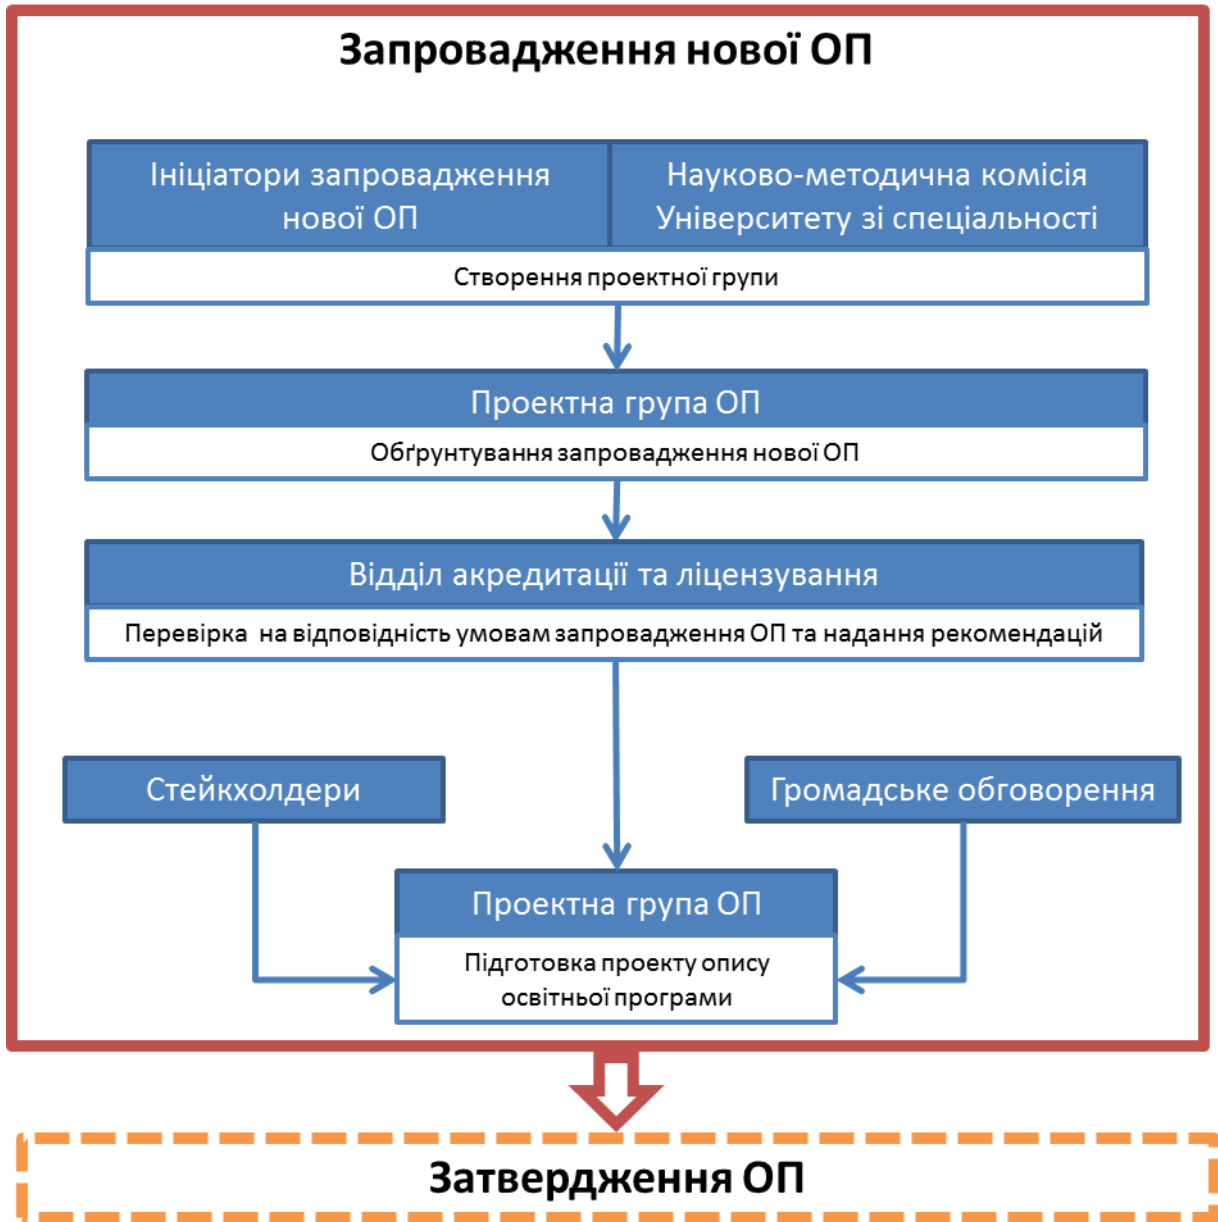 Запровадження нової ОП
Ініціатори запровадження
нової ОП
Науково-методична комісія
Університету зі спеціальності
Створення проектної групи
Проектна група ОП
Обґрунтування запровадження нової ОП
Відділ акредитації та ліцензування
Перевірка на відповідність умовам запровадження ОП та надання рекомендацій
Стейкхолдери
Громадське обговорення
Проектна група ОП
Підготовка проекту опису
освітньої програми
Затвердження ОП